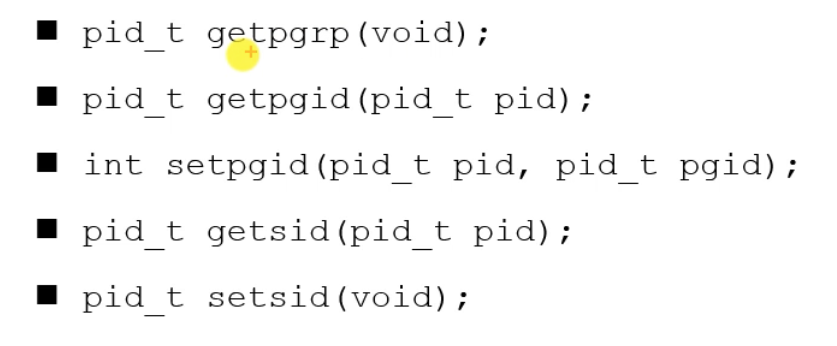 ■ pid_t getpgrp(void);
■ pid_t getpgid(pid_t pid);
■ int setpgid(pid_t pid, pid_t pgid);
■ pid_t getsid(pid_t pid);
■ pid_t setsid(void);